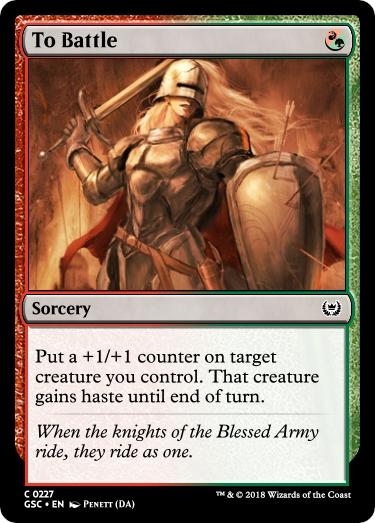 To Battle
Sorcery
Put a +1/+1 counter on target
creature you control. That creature
gains haste until end of turn.
When the knights of the Blessed Army
ride, they ride as one.
C 0227
GSC • EN Penett (DA)
™ & © 2018 Wizards of the Coast